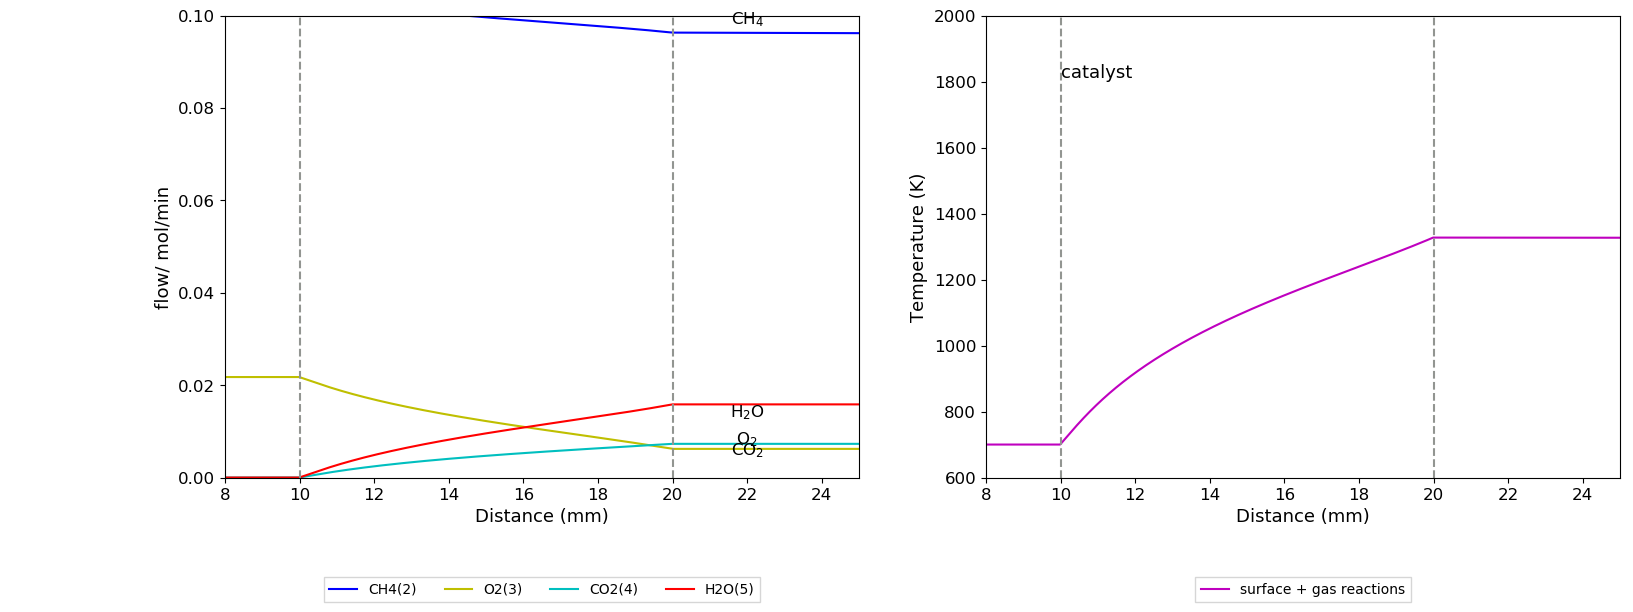 0.10
0.08
0.06
0.04
0.02
0.00
flow/ mol/min
CH₄
H₂O
O₂
CO₂
8 10 12 14 16 18 20 22 24
Distance (mm)
CH4(2) O2(3) CO2(4) H2O(5)
2000
1800
1600
1400
1200
1000
800
600
Temperature (K)
catalyst
8 10 12 14 16 18 20 22 24
Distance (mm)
surface + gas reactions